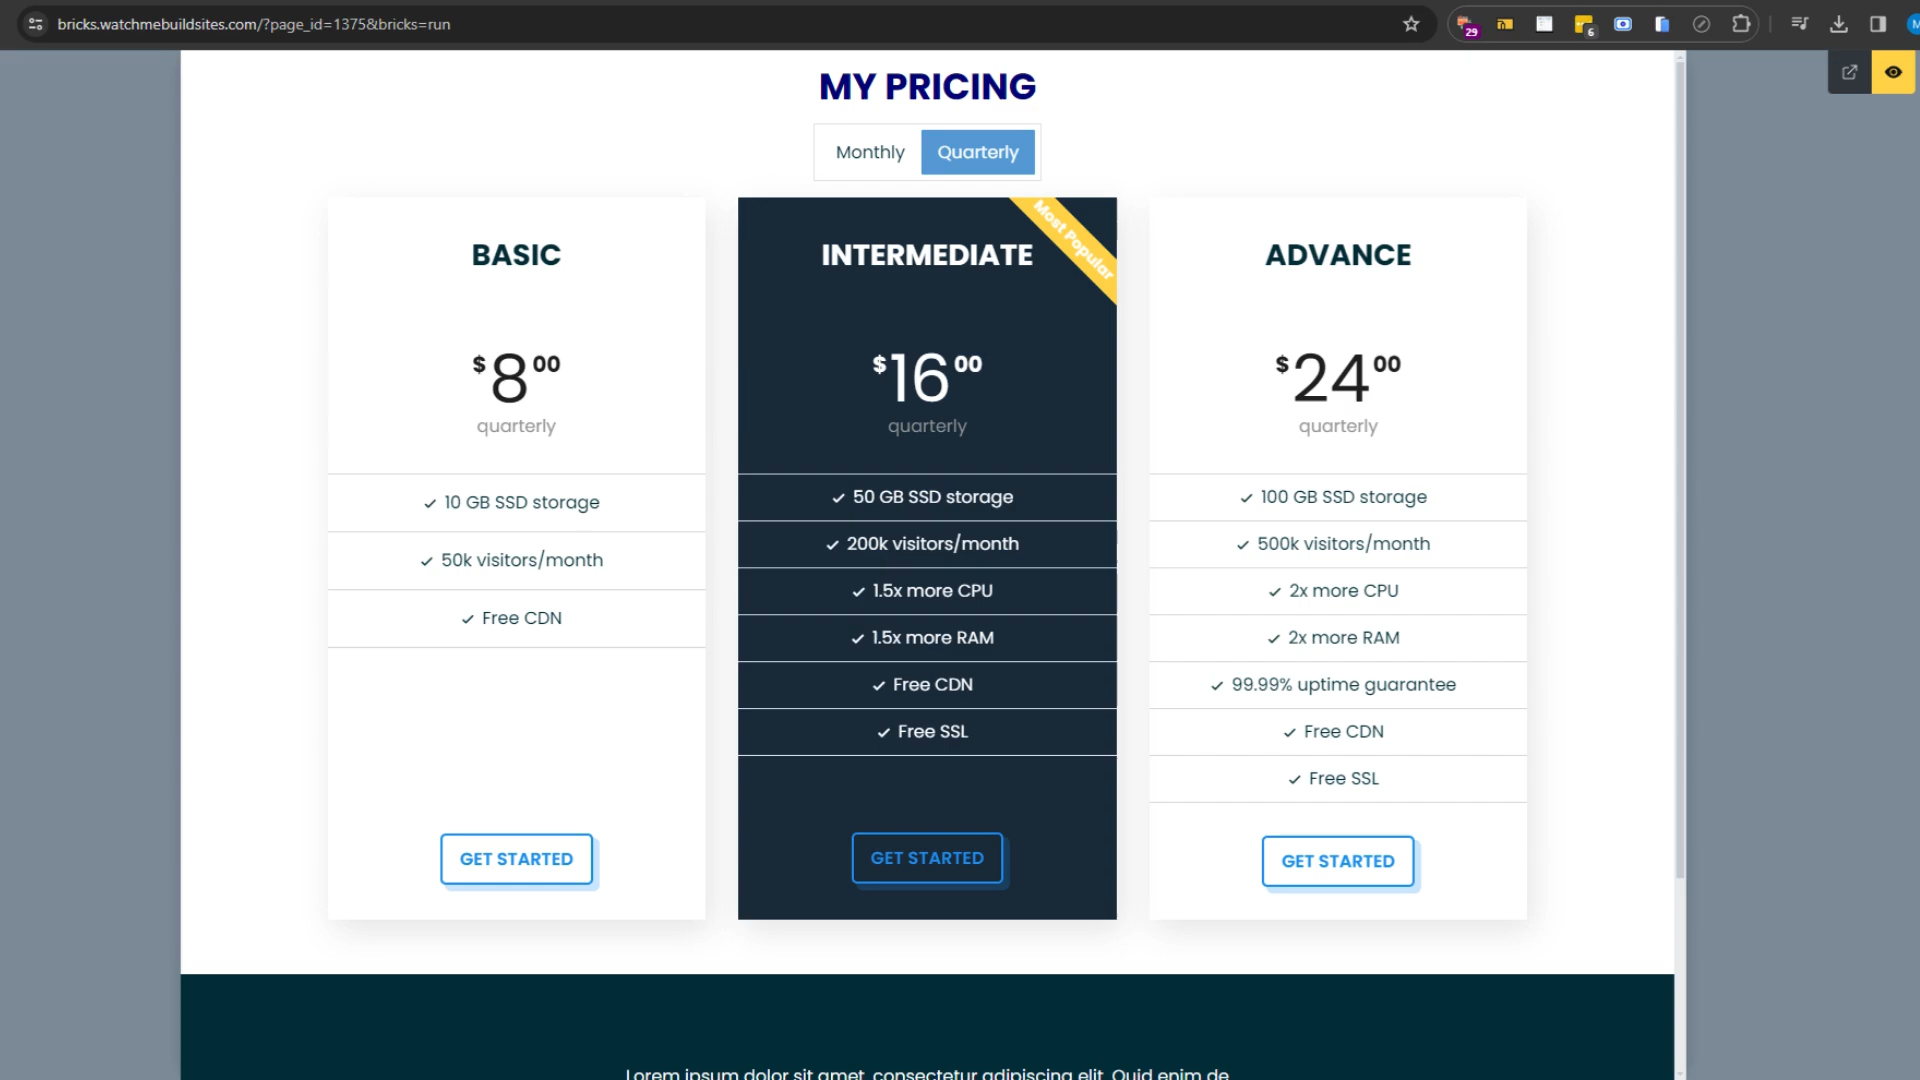 bricks.watchmebuildsites.com/?page_id=1375&bricks=run
29
6
M
MY PRICING
Monthly
Quarterly
BASIC
$8 00
quarterly
10 GB SSD storage
50k visitors/month
Free CDN
GET STARTED
Most Popular
INTERMEDIATE
$16 00
quarterly
50 GB SSD storage
200k visitors/month
1.5x more CPU
1.5x more RAM
Free CDN
Free SSL
GET STARTED
ADVANCE
$24 00
quarterly
100 GB SSD storage
500k visitors/month
2x more CPU
2x more RAM
99.99% uptime guarantee
Free CDN
Free SSL
GET STARTED
Lorem ipsum dolor sit amet, consectetur adipiscing elit. Quid enim de